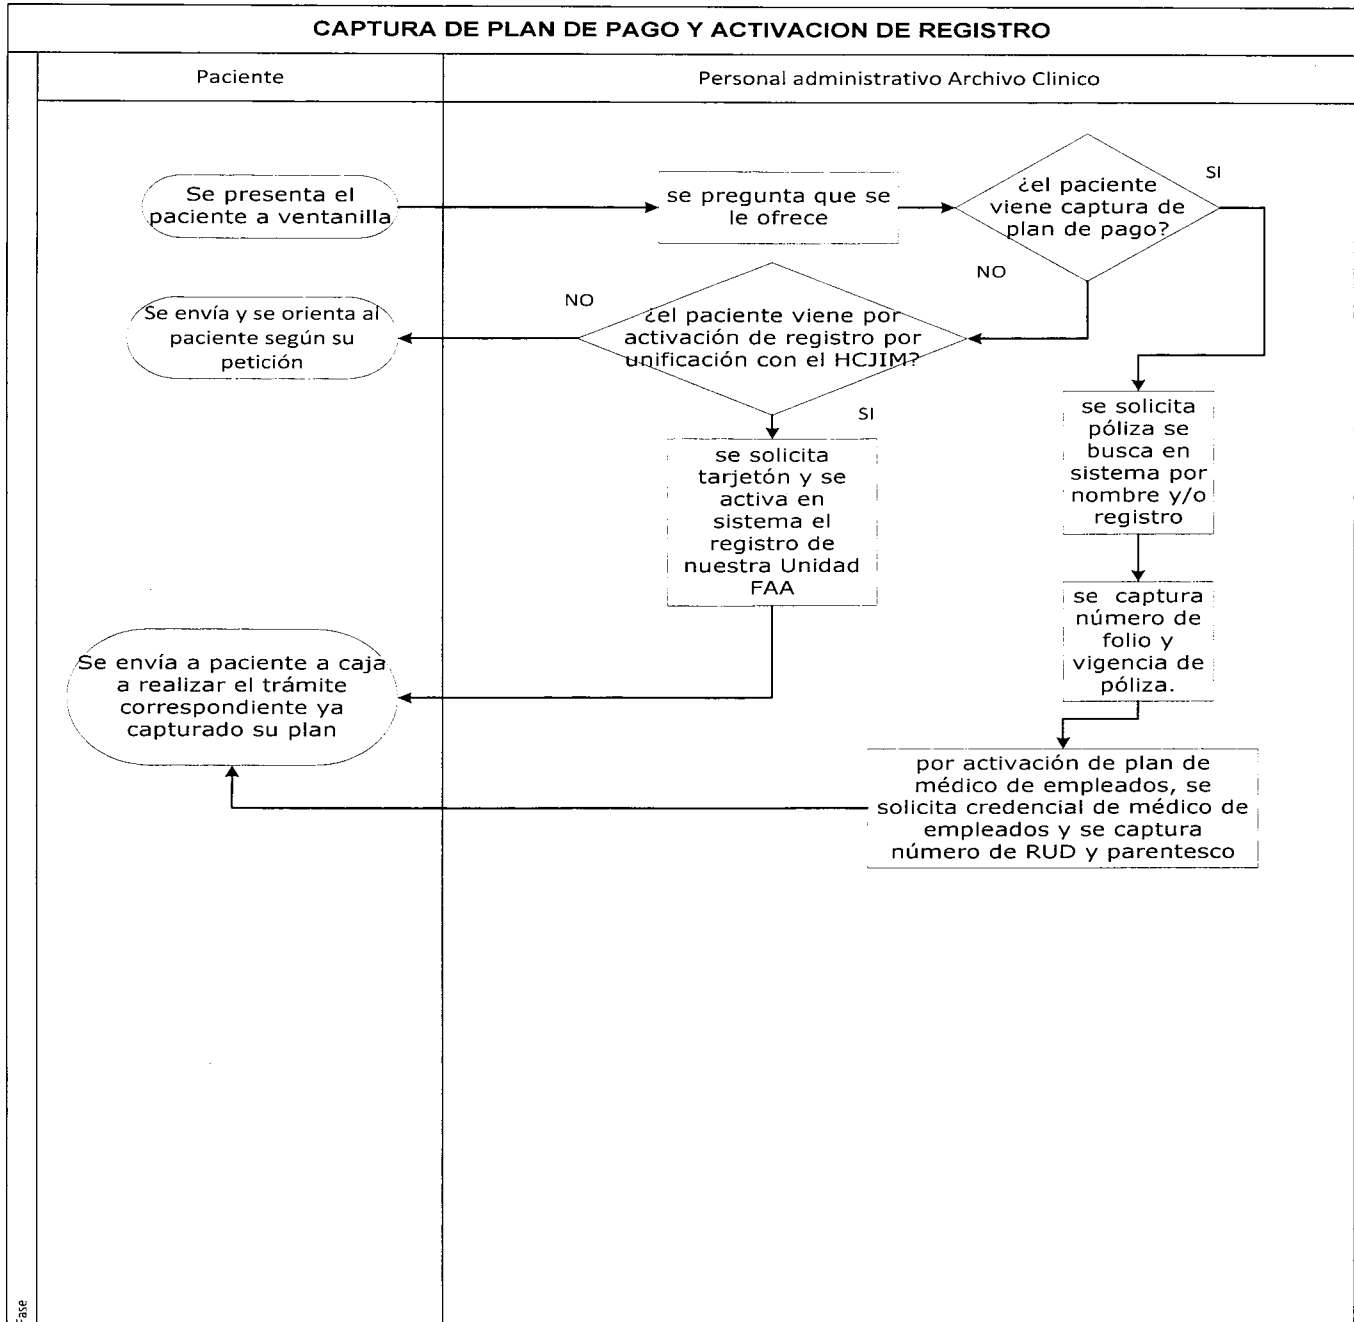 CAPTURA DE PLAN DE PAGO Y ACTIVACION DE REGISTRO
Paciente
Personal administrativo Archivo Clinico
Se presenta el
paciente a ventanilla
se pregunta que se
le ofrece
¿el paciente
viene captura de
plan de pago?
SI
NO
¿el paciente viene por
activación de registro por
unificación con el HCJIM?
NO
Se envía y se orienta al
paciente según su
petición
SI
se solicita
tarjetón y se
activa en
sistema el
registro de
nuestra Unidad
FAA
se solicita
póliza se
busca en
sistema por
nombre y/o
registro
se captura
número de
folio y
vigencia de
póliza.
Se envía a paciente a caja
a realizar el trámite
correspondiente ya
capturado su plan
por activación de plan de
médico de empleados, se
solicita credencial de médico de
empleados y se captura
número de RUD y parentesco
Fase